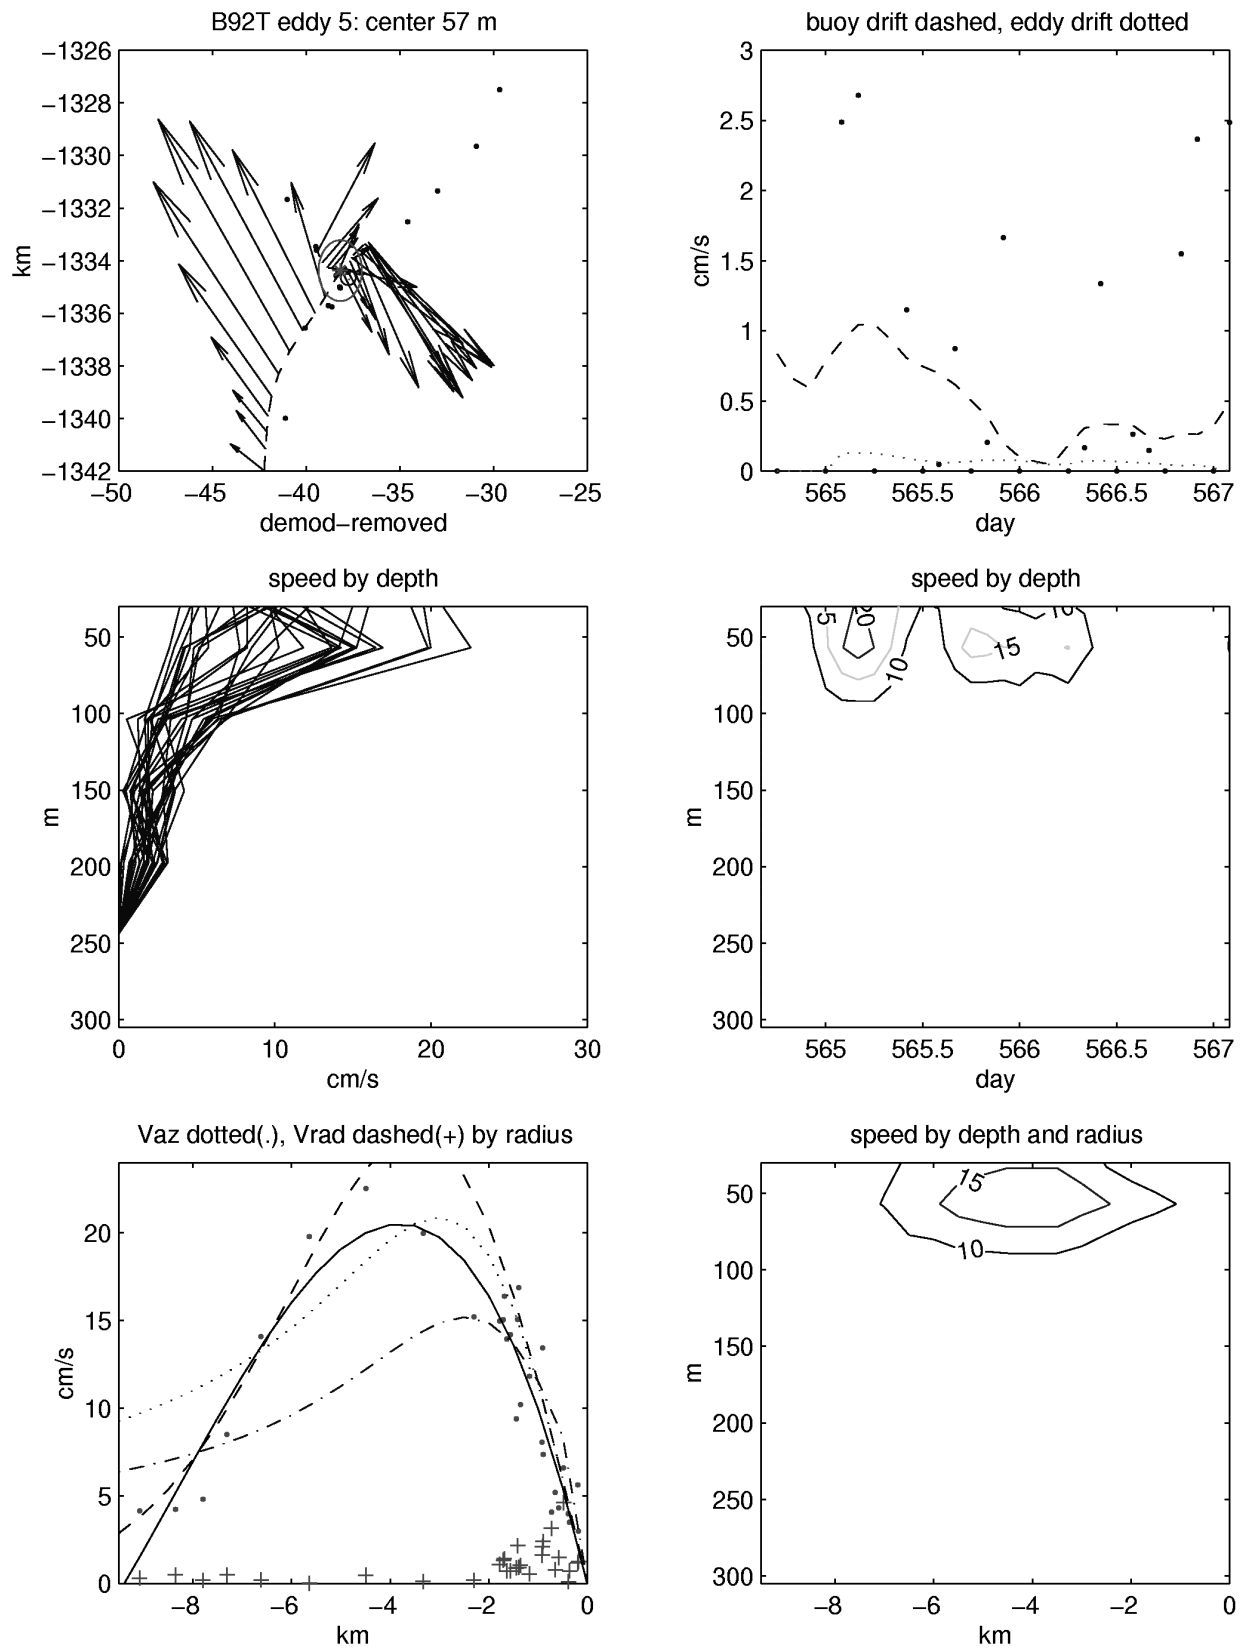 B92T eddy 5: center 57 m
−1326
−1328
−1330
−1332
−1334
−1336
−1338
−1340
−1342
km
−50 −45 −40 −35 −30 −25
demod−removed
buoy drift dashed, eddy drift dotted
3
2.5
2
1.5
1
0.5
0
cm/s
565 565.5 566 566.5 567
day
speed by depth
50
100
150
200
250
300
m
0 10 20 30
cm/s
speed by depth
50
100
150
200
250
300
m
10
15
565 565.5 566 566.5 567
day
Vaz dotted(.), Vrad dashed(+) by radius
20
15
10
5
0
cm/s
−8 −6 −4 −2 0
km
speed by depth and radius
50
100
150
200
250
300
m
15
10
−8 −6 −4 −2 0
km